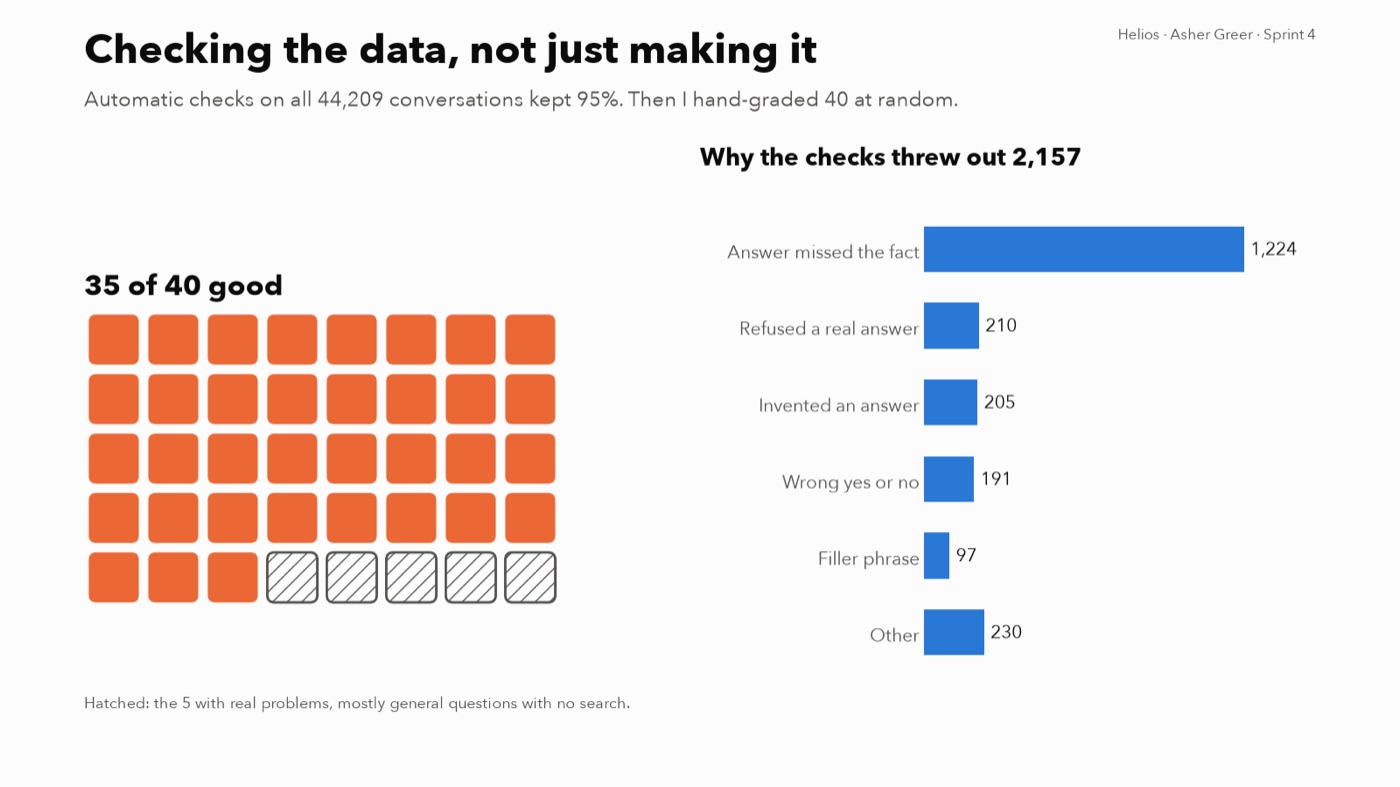 Checking the data, not just making it
Helios · Asher Greer · Sprint 4
Automatic checks on all 44,209 conversations kept 95%. Then I hand-graded 40 at random.
35 of 40 good
Hatched: the 5 with real problems, mostly general questions with no search.
Why the checks threw out 2,157
Answer missed the fact 1,224
Refused a real answer 210
Invented an answer 205
Wrong yes or no 191
Filler phrase 97
Other 230